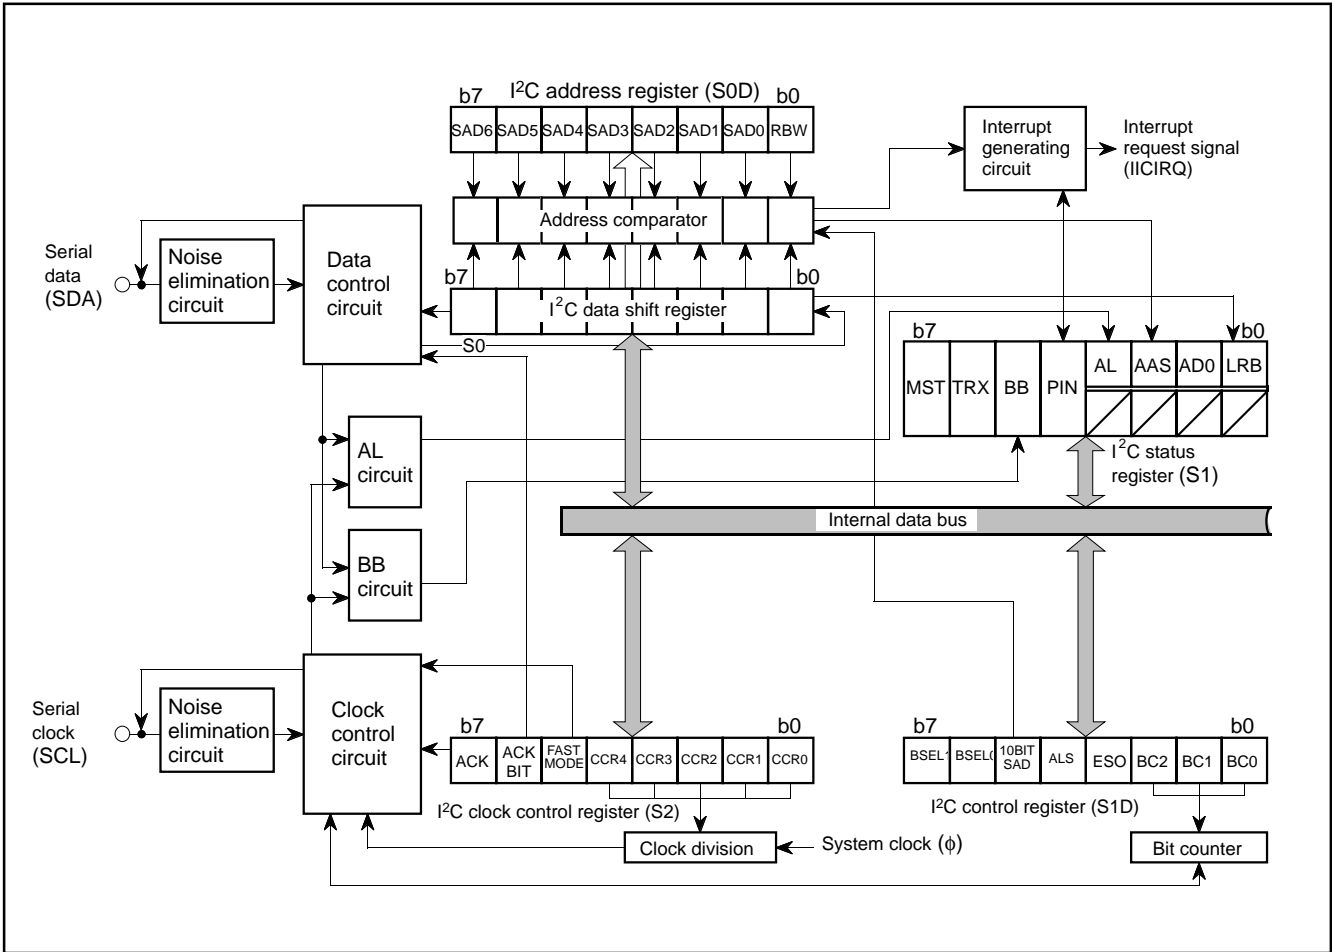 I²C address register (S0D)
b7
b0
SAD6 SAD5 SAD4 SAD3 SAD2 SAD1 SAD0 RBW
Interrupt
generating
circuit
Interrupt
request signal
(IICIRQ)
Address comparator
Serial
data
(SDA)
Noise
elimination
circuit
Data
control
circuit
b7
b0
I²C data shift register
S0
b7
b0
MST TRX BB PIN AL AAS AD0 LRB
I²C status
register (S1)
AL
circuit
Internal data bus
BB
circuit
Serial
clock
(SCL)
Noise
elimination
circuit
Clock
control
circuit
b7
b0
ACK
ACK
BIT
FAST
MODE
CCR4 CCR3 CCR2 CCR1 CCR0
I²C clock control register (S2)
b7
b0
BSEL1 BSEL0
10BIT
SAD
ALS ESO BC2 BC1 BC0
I²C control register (S1D)
Clock division
System clock (ϕ)
Bit counter